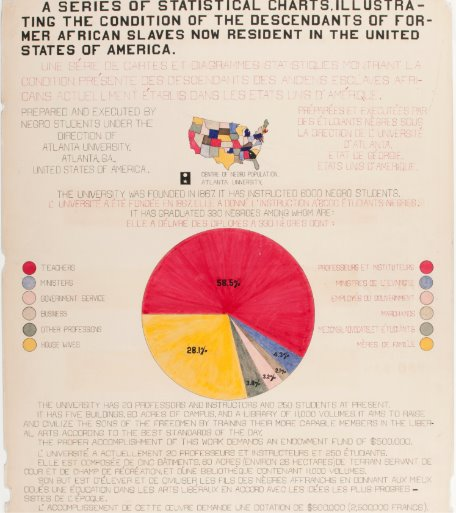 A SERIES OF STATISTICAL CHARTS, ILLUSTRA-
TING THE CONDITION OF THE DESCENDANTS OF FOR-
MER AFRICAN SLAVES NOW RESIDENT IN THE UNITED
STATES OF AMERICA.
UNE SÉRIE DE CARTES ET DIAGRAMMES STATISTIQUES MONTRANT LA
CONDITION PRÉSENTE DES DESCENDANTS DES ANCIENS ESCLAVES AFRI-
CAINS ACTUELLEMENT ÉTABLIS DANS LES ETATS UNIS D'AMÉRIQUE.
PREPARED AND EXECUTED BY
NEGRO STUDENTS UNDER THE
DIRECTION OF
ATLANTA UNIVERSITY.
ATLANTA, GA.
UNITED STATES OF AMERICA.
PRÉPARÉES ET EXÉCUTÉES PAR
DES ÉTUDIANTS NÈGRES SOUS
LA DIRECTION DE L'UNIVERSITÉ
D'ATLANTA.
ÉTAT DE GÉORGIE.
ÉTATS UNIS D'AMÉRIQUE.
CENTRE OF NEGRO POPULATION.
ATLANTA UNIVERSITY.
THE UNIVERSITY WAS FOUNDED IN 1867. IT HAS INSTRUCTED 6000 NEGRO STUDENTS.
L'UNIVERSITÉ A ÉTÉ FONDÉE EN 1867. ELLE A DONNÉ L'INSTRUCTION A 6000 ÉTUDIANTS NÈGRES.
IT HAS GRADUATED 330 NEGROES AMONG WHOM ARE:
ELLE A DÉLIVRÉ DES DIPLOMES A 330 NÈGRES DONT:
TEACHERS
MINISTERS
GOVERNMENT SERVICE
BUSINESS
OTHER PROFESSIONS
HOUSE WIVES
PROFESSEURS ET INSTITUTEURS
MINISTRES DE L'EVANGILE
EMPLOYÉS DU GOUVERNMENT
MARCHANDS
MEDECINS, ADVOCATS, ET ÉTUDIANTS
MÈRES DE FAMILLE
28.1%
THE UNIVERSITY HAS 20 PROFESSORS AND INSTRUCTORS AND 250 STUDENTS AT PRESENT.
IT HAS FIVE BUILDINGS, 60 ACRES OF CAMPUS, AND A LIBRARY OF 11,000 VOLUMES. IT AIMS TO RAISE
AND CIVILIZE THE SONS OF THE FREEDMEN BY TRAINING THEIR MORE CAPABLE MEMBERS IN THE LIBER-
AL ARTS ACCORDING TO THE BEST STANDARDS OF THE DAY.
THE PROPER ACCOMPLISHMENT OF THIS WORK DEMANDS AN ENDOWMENT FUND OF $500,000.
L'UNIVERSITÉ A ACTUELLEMENT 20 PROFESSEURS ET INSTRUCTEURS ET 250 ÉTUDIANTS.
ELLE EST COMPOSÉE DE CINQ BÂTIMENTS, 60 ACRES (ENVIRON 26 HECTARES) DE TERRAIN SERVANT DE
COUR ET DE CHAMP DE RÉCRÉATION, ET D'UNE BIBLIOTHÈQUE CONTENANT 11000 VOLUMES.
SON BUT EST D'ÉLEVER ET DE CIVILISER LES FILS DES NÈGRES AFFRANCHIS EN DONNANT AUX MIEUX
DOUÉS UNE ÉDUCATION DANS LES ARTS LIBÉRAUX EN ACCORD AVEC LES IDÉES LES PLUS PROGRES-
SISTES DE L'ÉPOQUE.
L'ACCOMPLISSEMENT DE CETTE ŒUVRE DEMANDE UNE DOTATION DE $500,000 (2,500,000 FRANCS).